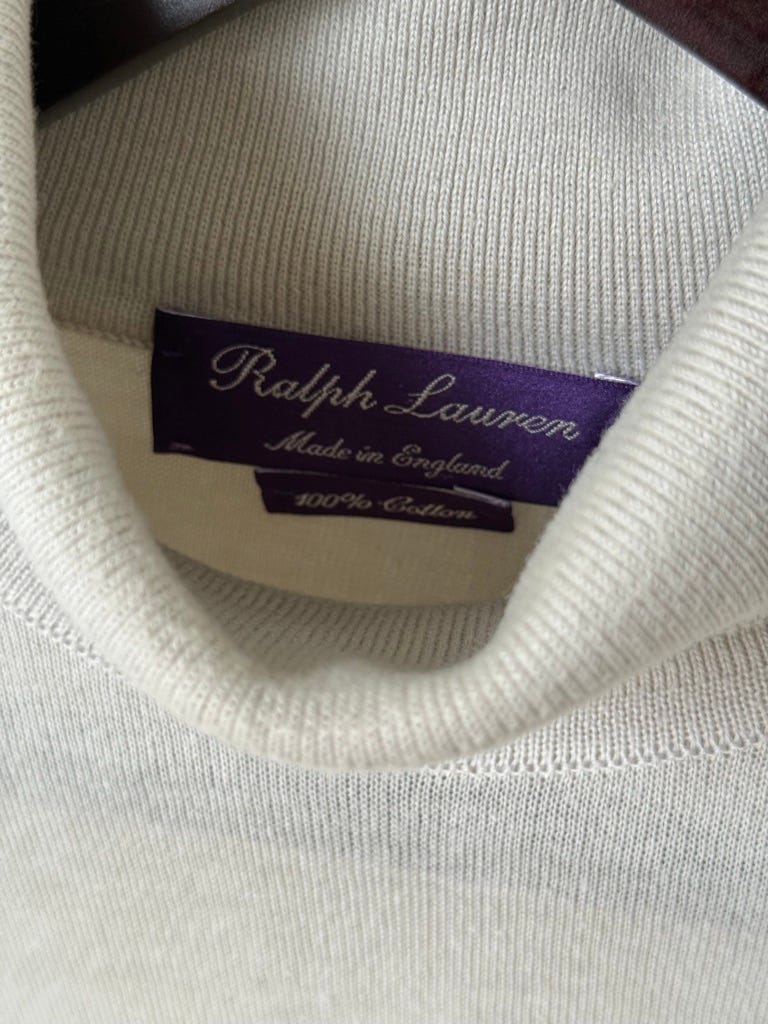 Ralph Lauren
Made in England
100% Cotton